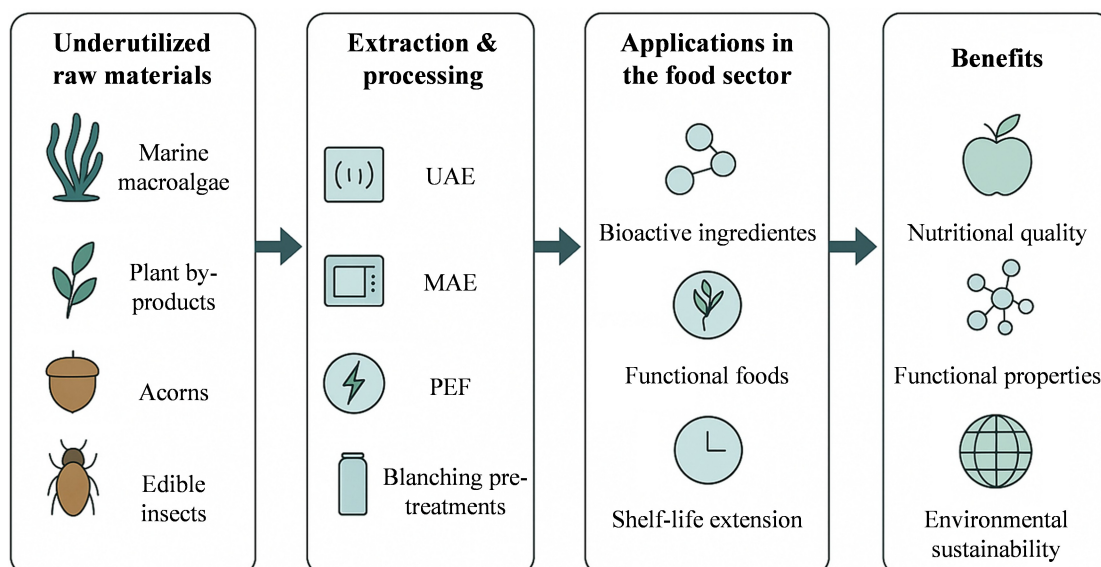 Underutilized
raw materials
Marine
macroalgae
Plant by-
products
Acorns
Edible
insects
Extraction &
processing
UAE
MAE
PEF
Blanching pre-
treatments
Applications in
the food sector
Bioactive ingredientes
Functional foods
Shelf-life extension
Benefits
Nutritional quality
Functional properties
Environmental
sustainability